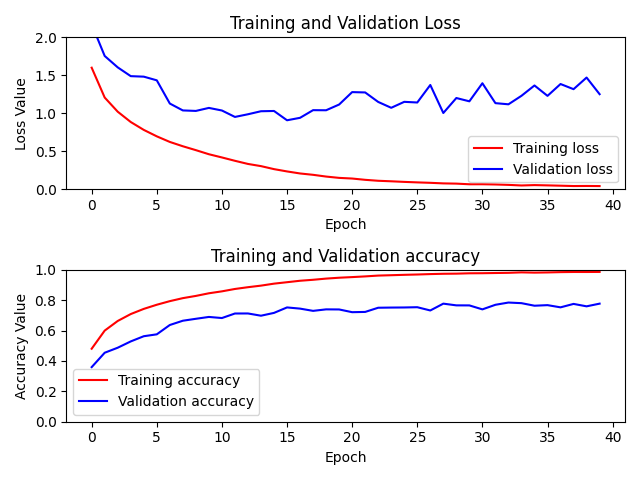 Training and Validation Loss
Loss Value
2.0
1.5
1.0
0.5
0.0
Training loss
Validation loss
0 5 10 15 20 25 30 35 40
Epoch
Training and Validation accuracy
Accuracy Value
1.0
0.8
0.6
0.4
0.2
0.0
Training accuracy
Validation accuracy
0 5 10 15 20 25 30 35 40
Epoch